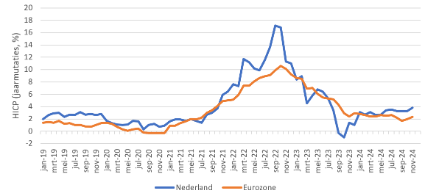 HICP (jaarmutaties, %)
20
18
16
14
12
10
8
6
4
2
0
-2
jan-19
mrt-19
mei-19
jul-19
sep-19
nov-19
jan-20
mrt-20
mei-20
jul-20
sep-20
nov-20
jan-21
mrt-21
mei-21
jul-21
sep-21
nov-21
jan-22
mrt-22
mei-22
jul-22
sep-22
nov-22
jan-23
mrt-23
mei-23
jul-23
sep-23
nov-23
jan-24
mrt-24
mei-24
jul-24
sep-24
nov-24
Nederland
Eurozone